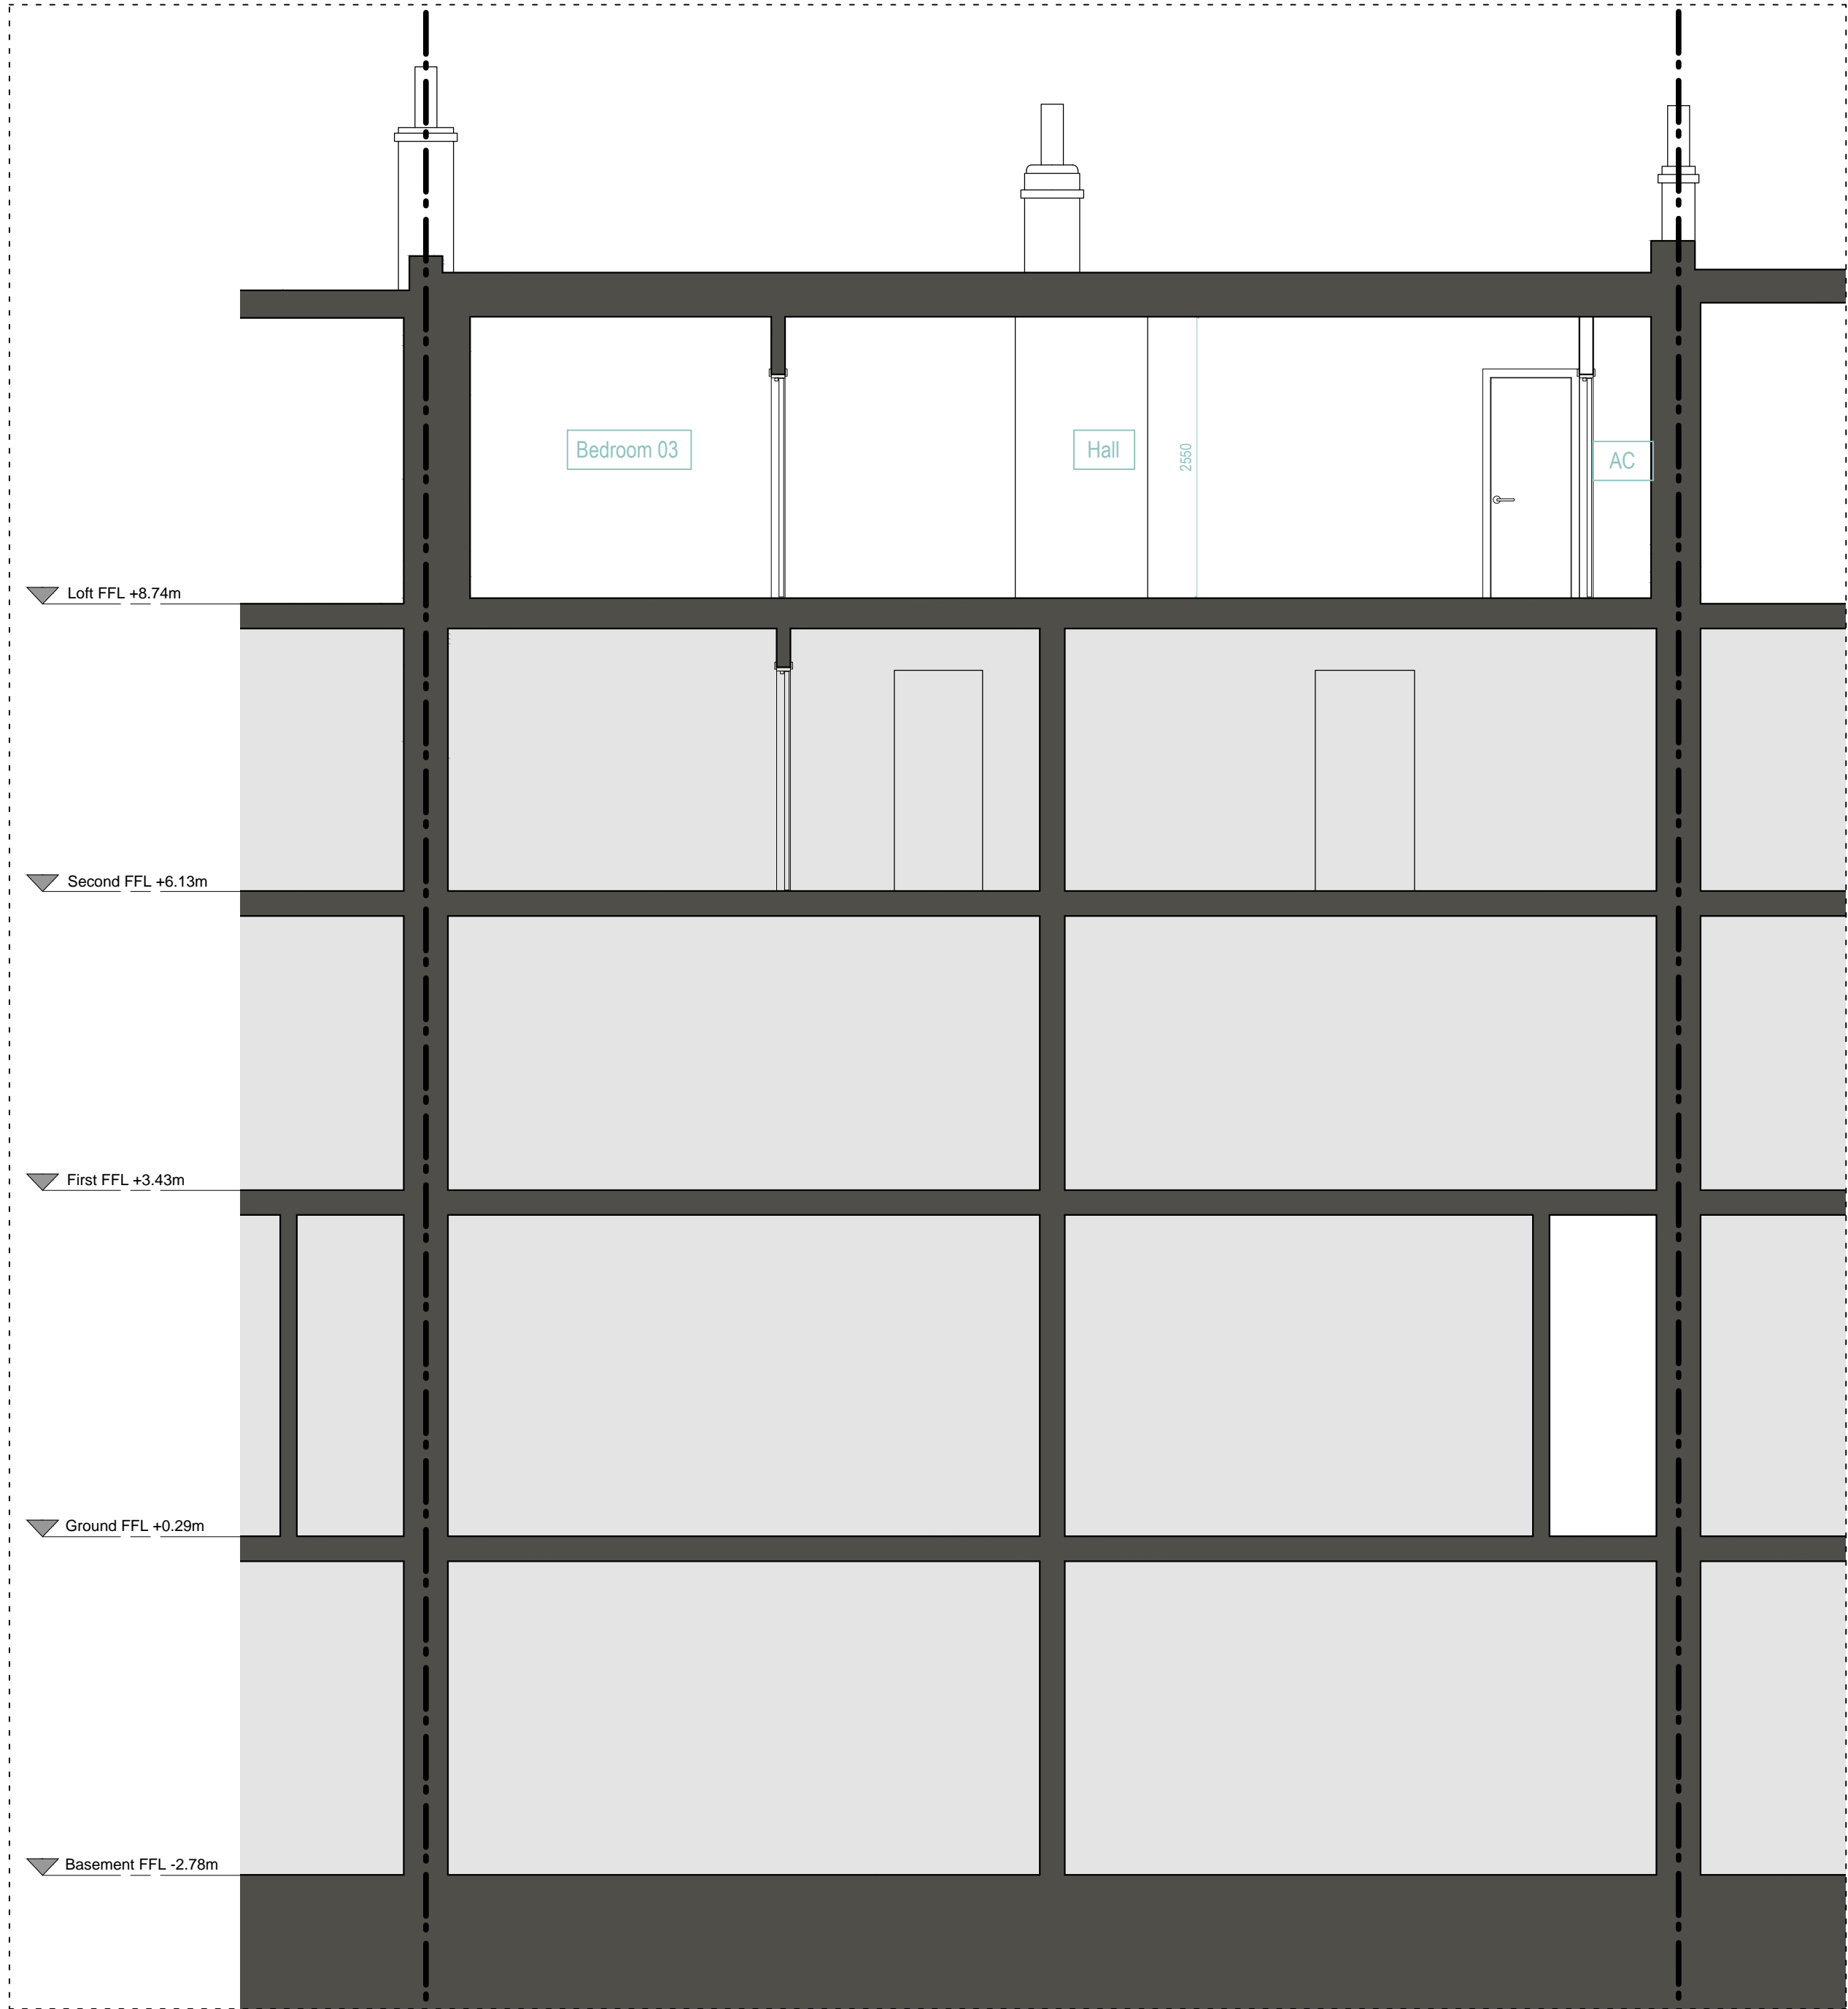 Bedroom 03
Hall
2550
AC
Loft FFL +8.74m
Second FFL +6.13m
First FFL +3.43m
Ground FFL +0.29m
Basement FFL -2.78m